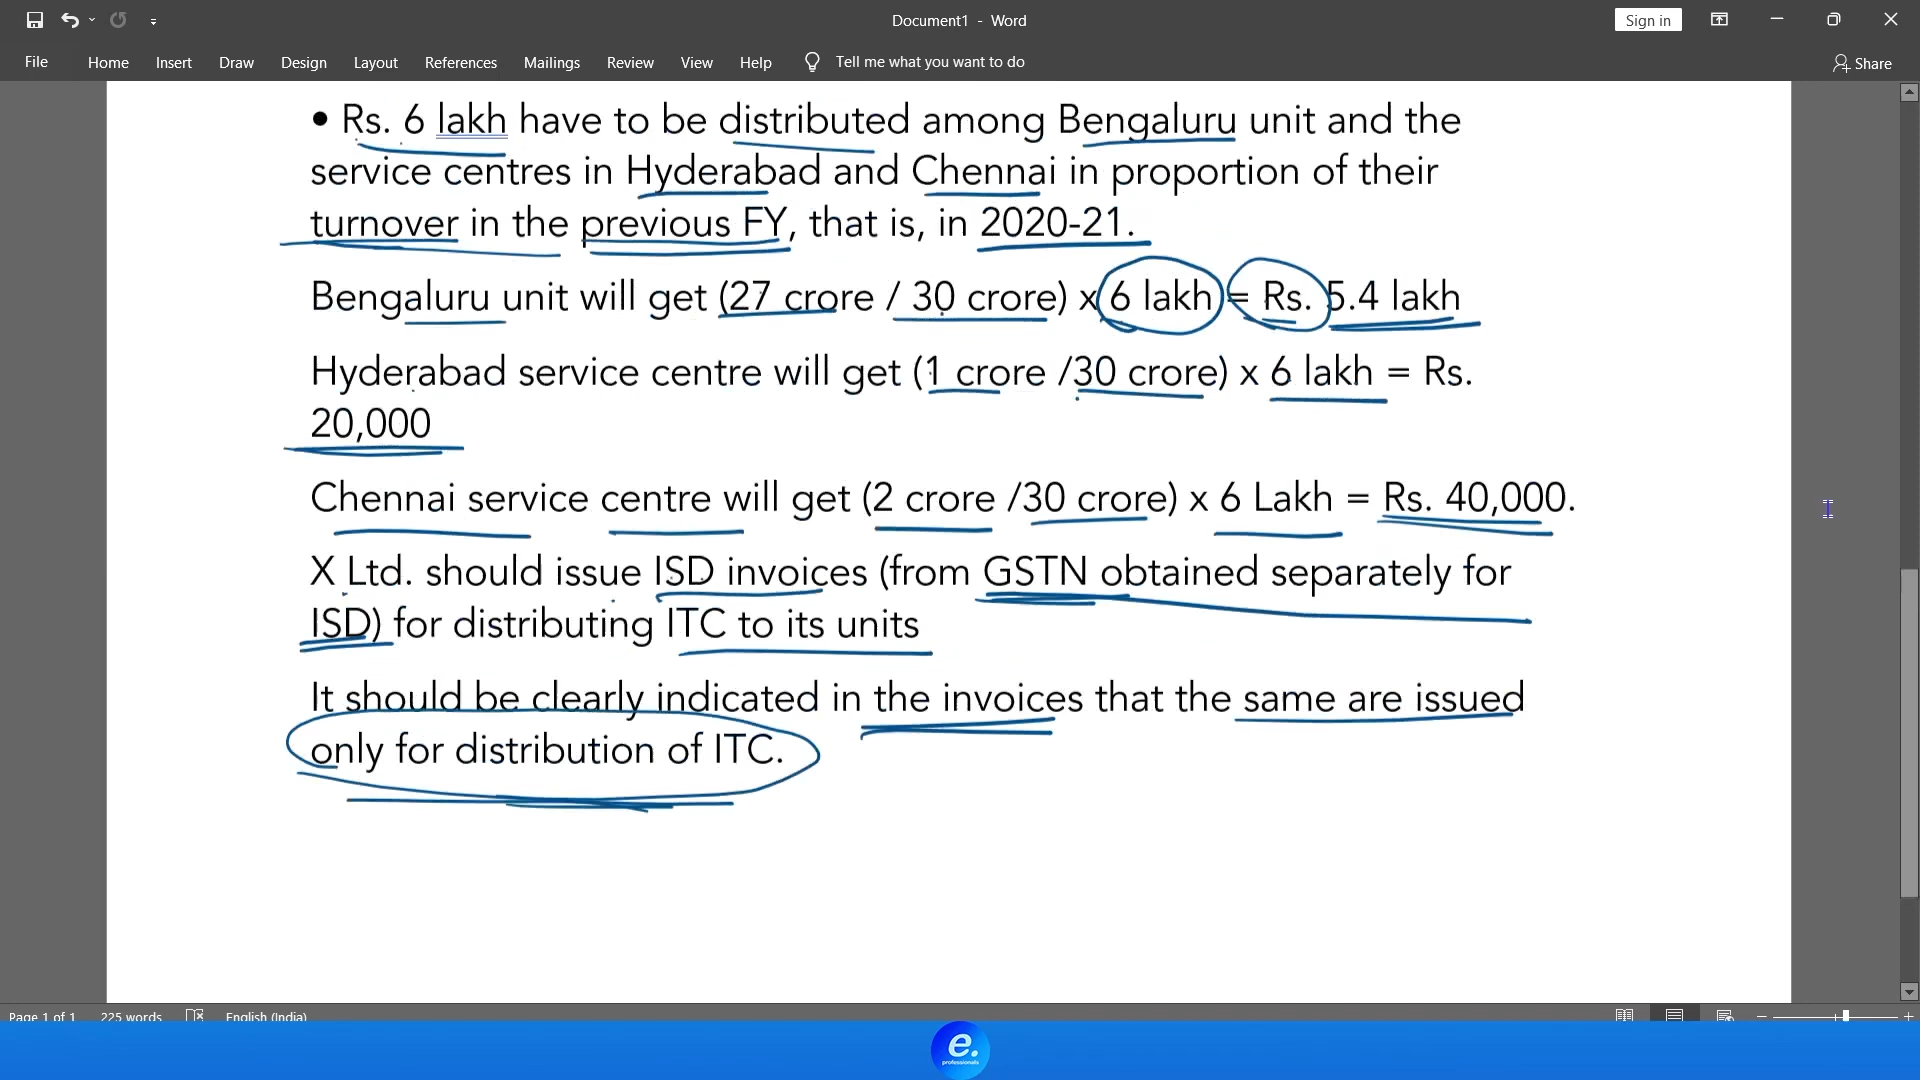 Document1 - Word
Sign in
File Home Insert Draw Design Layout References Mailings Review View Help Tell me what you want to do Share
• Rs. 6 lakh have to be distributed among Bengaluru unit and the
service centres in Hyderabad and Chennai in proportion of their
turnover in the previous FY, that is, in 2020-21.
Bengaluru unit will get (27 crore / 30 crore) x 6 lakh = Rs. 5.4 lakh
Hyderabad service centre will get (1 crore /30 crore) x 6 lakh = Rs.
20,000
Chennai service centre will get (2 crore /30 crore) x 6 Lakh = Rs. 40,000.
X Ltd. should issue ISD invoices (from GSTN obtained separately for
ISD) for distributing ITC to its units
It should be clearly indicated in the invoices that the same are issued
only for distribution of ITC.
Page 1 of 1 225 words English (India)
e.
professionals